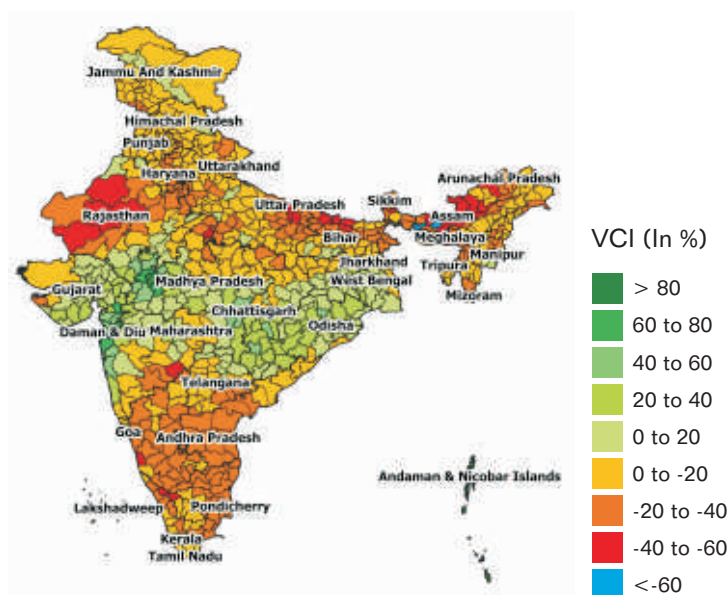 Jammu And Kashmir
Himachal Pradesh
Punjab
Uttarakhand
Haryana
Arunachal Pradesh
Sikkim
Uttar Pradesh
Rajasthan
Assam
Bihar
Meghalaya
VCI (In %)
Jharkhand
Manipur
Tripura
West Bengal
Madhya Pradesh
Gujarat
> 80
Mizoram
Chhattisgarh
60 to 80
Daman & Diu
Maharashtra
Odisha
40 to 60
Telangana
20 to 40
Goa
Andhra Pradesh
0 to 20
Andaman & Nicobar Islands
0 to -20
Lakshadweep
Pondicherry
-20 to -40
Kerala
-40 to -60
Tamil Nadu
<-60